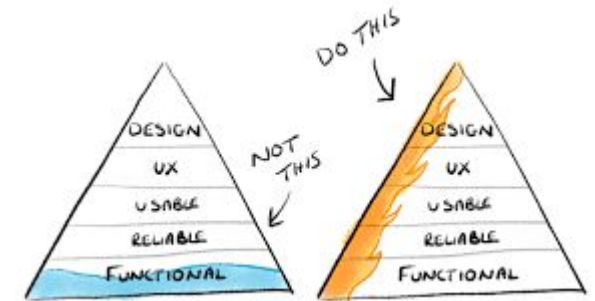 DESIGN
UX
USABLE
RELIABLE
FUNCTIONAL
NOT
THIS
DO THIS
DESIGN
UX
USABLE
RELIABLE
FUNCTIONAL